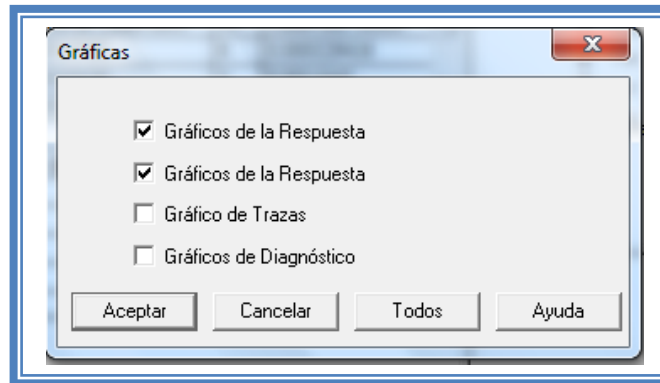 Gráficas
Gráficos de la Respuesta
Gráficos de la Respuesta
Gráfico de Trazas
Gráficos de Diagnóstico
Aceptar Cancelar Todos Ayuda